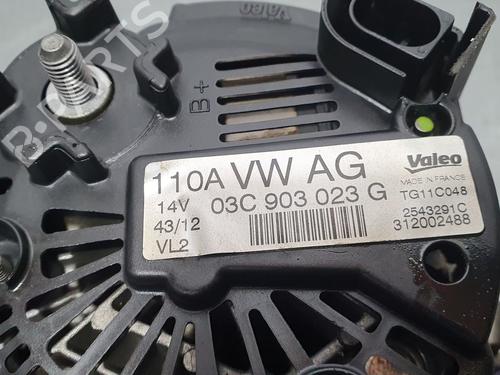 Valeo
B+
110A VW AG
14V 03C 903 023 G
43/12
VL2
Valeo
MADE IN FRANCE
TG11C048
2543291C
312002488
B-PARTS